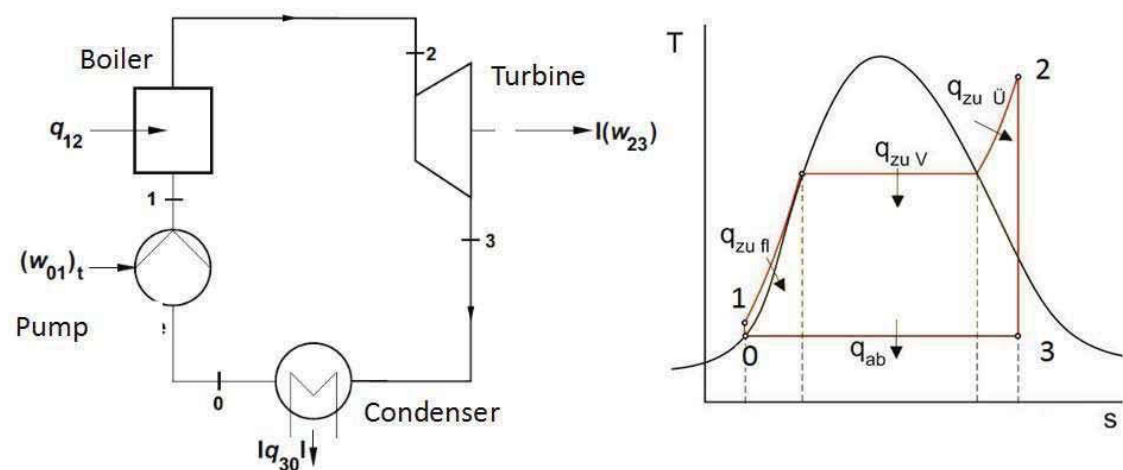 Boiler
q12
1
(w01)t
Pump
e
0
2
Turbine
I(w23)
3
Condenser
Iq30I
T
2
qzu Ü
qzu V
qzu fl
1
0
qab
3
s